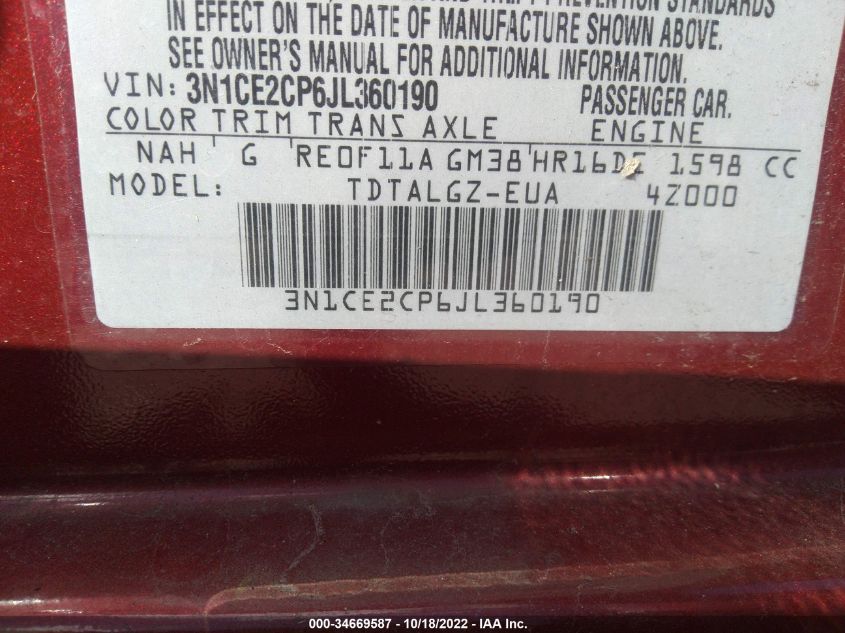 PREVENTION STANDARDS
IN EFFECT ON THE DATE OF MANUFACTURE SHOWN ABOVE.
SEE OWNER'S MANUAL FOR ADDITIONAL INFORMATION.
VIN: 3N1CE2CP6JL360190 PASSENGER CAR.
COLOR TRIM TRANS AXLE ENGINE
NAH G RE0F11A GM38 HR16DE 1598 CC
MODEL: TDTALGZ-EUA 4Z000
3N1CE2CP6JL360190
000-34669587 - 10/18/2022 - IAA Inc.